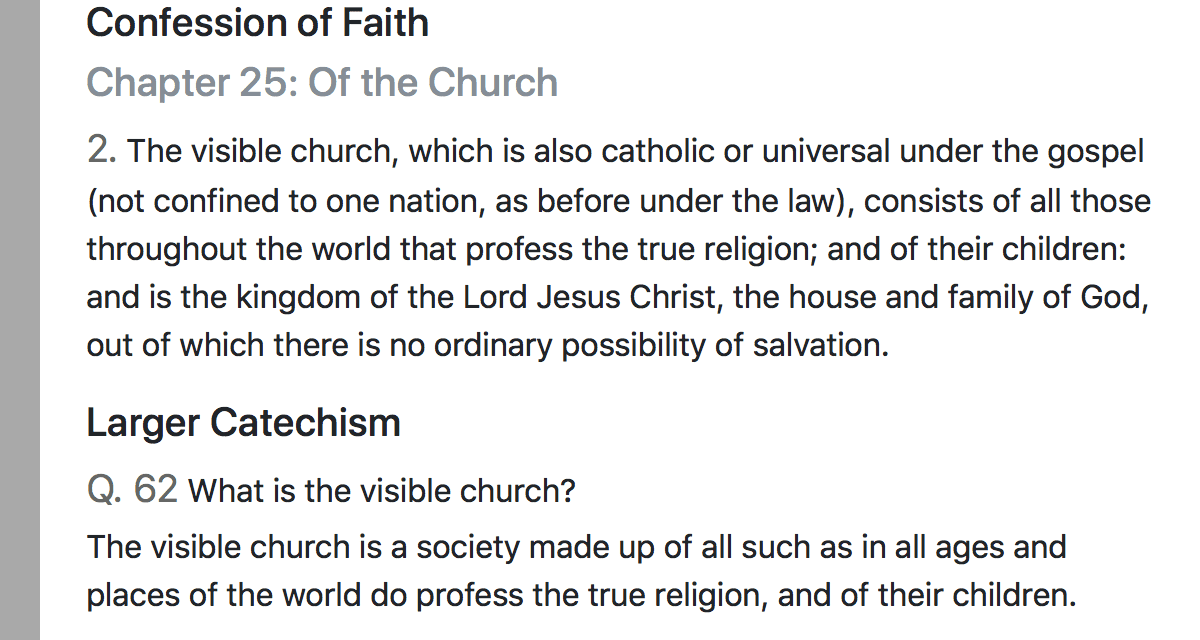 Confession of Faith
Chapter 25: Of the Church
2. The visible church, which is also catholic or universal under the gospel
(not confined to one nation, as before under the law), consists of all those
throughout the world that profess the true religion; and of their children:
and is the kingdom of the Lord Jesus Christ, the house and family of God,
out of which there is no ordinary possibility of salvation.
Larger Catechism
Q. 62 What is the visible church?
The visible church is a society made up of all such as in all ages and
places of the world do profess the true religion, and of their children.